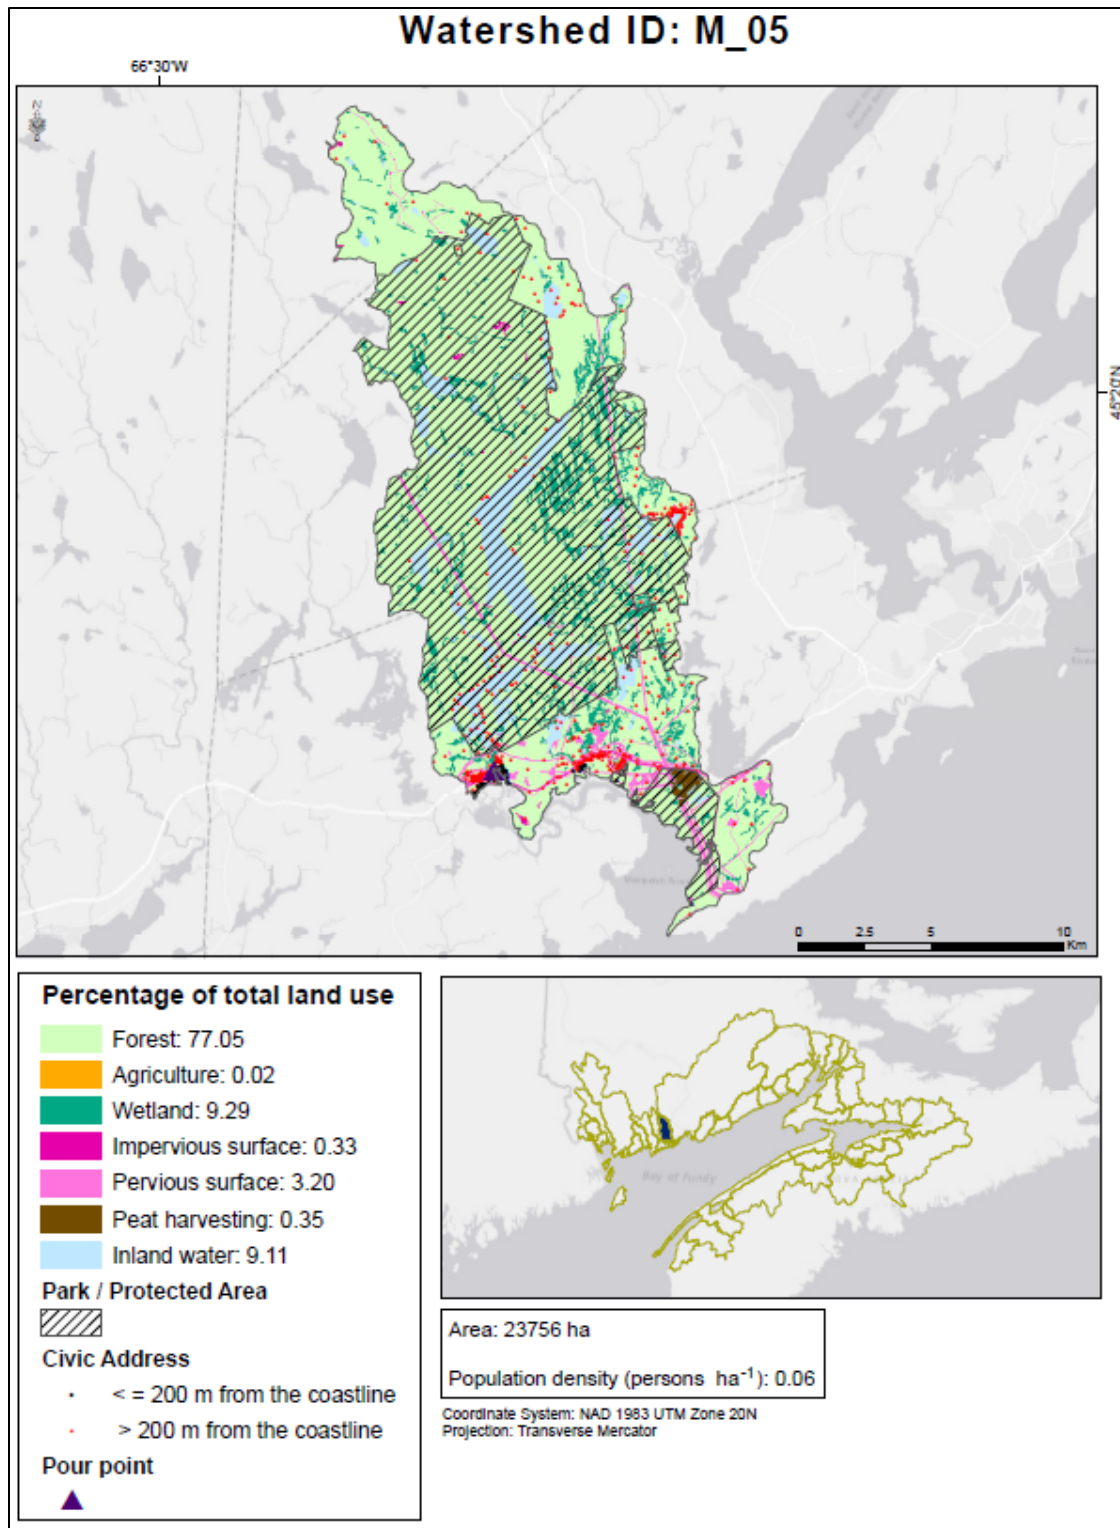 Watershed ID: M_05
66°30'W
45°20'N
0 2.5 5 10
Km
Percentage of total land use
Forest: 77.05
Agriculture: 0.02
Wetland: 9.29
Impervious surface: 0.33
Pervious surface: 3.20
Peat harvesting: 0.35
Inland water: 9.11
Park / Protected Area
Civic Address
< = 200 m from the coastline
> 200 m from the coastline
Pour point
Bay of Fundy
Area: 23756 ha
Population density (persons ha⁻¹): 0.06
Coordinate System: NAD 1983 UTM Zone 20N
Projection: Transverse Mercator